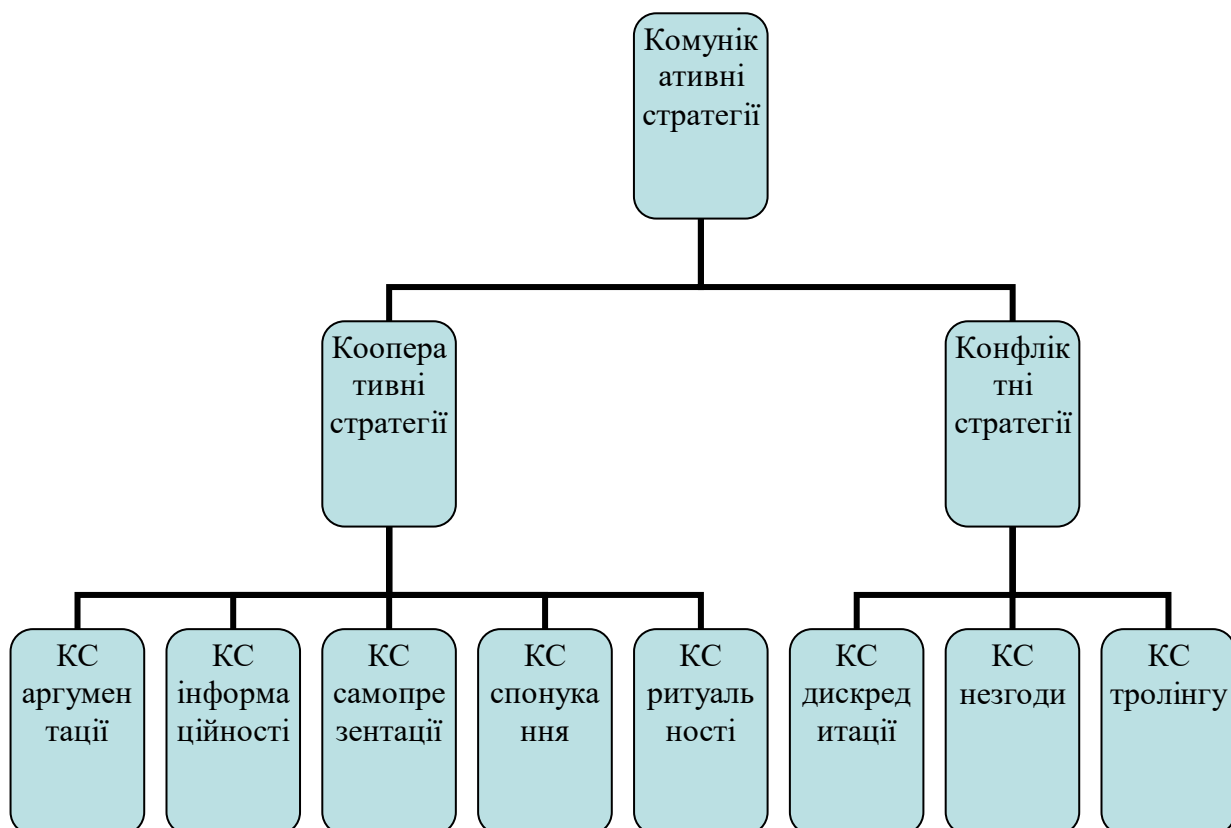 Комунік
ативні
стратегії
Коопера
тивні
стратегії
Конфлік
тні
стратегії
КС
аргумен
тації
КС
інформа
ційності
КС
самопре
зентації
КС
спонука
ння
КС
ритуаль
ності
КС
дискред
итації
КС
незгоди
КС
тролінгу